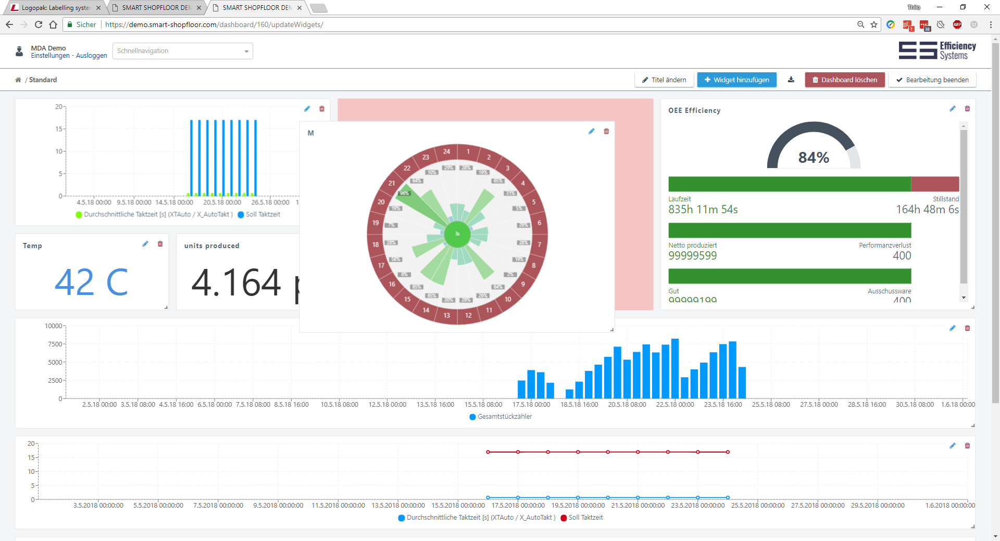 Logopak: Labelling system
SMART SHOPFLOOR DEM
SMART SHOPFLOOR DEM
Thilo
Sicher
https://demo.smart-shopfloor.com/dashboard/160/updateWidgets/
?
38
ABP
MDA Demo
Einstellungen - Ausloggen
Schnellnavigation
Efficiency
Systems
/ Standard
Titel ändern
Widget hinzufügen
Dashboard löschen
Bearbeitung beenden
20
15
10
5
0
4.5.18 00:00 9.5.18 00:00 14.5.18 00:00 20.5.18 00:00 26.5.18 00:00 1
Durchschnittliche Taktzeit [s] (XTAuto / X_AutoTakt ) Soll Taktzeit
Temp
42 C
units produced
4.164 p
M
24 1 2 3 4 5 6 7 8 9 10 11 12 13 14 15 16 17 18 19 20 21 22 23
29% 28% 19% 65% 31% 5% 29% 28% 19% 2% 64% 29% 29% 20% 65% 65% 6% 56% 28% 7% 19% 96% 64% 10%
3s
OEE Efficiency
84%
Laufzeit Stillstand
835h 11m 54s 164h 48m 6s
Netto produziert Performanzverlust
99999599 400
Gut Ausschussware
99999199 400
10000
7500
5000
2500
0
2.5.18 00:00 3.5.18 08:00 4.5.18 16:00 6.5.18 00:00 7.5.18 08:00 8.5.18 16:00 10.5.18 08:00 12.5.18 00:00 13.5.18 16:00 15.5.18 08:00 17.5.18 00:00 18.5.18 16:00 20.5.18 08:00 22.5.18 00:00 23.5.18 16:00 25.5.18 08:00 27.5.18 00:00 28.5.18 16:00 30.5.18 08:00 1.6.18 00:00
Gesamtstückzähler
20
15
10
5
0
3.5.2018 00:00:00 5.5.2018 00:00:00 7.5.2018 00:00:00 9.5.2018 00:00:00 11.5.2018 00:00:00 13.5.2018 00:00:00 15.5.2018 00:00:00 17.5.2018 00:00:00 19.5.2018 00:00:00 21.5.2018 00:00:00 23.5.2018 00:00:00 25.5.2018 00:00:00 27.5.2018 00:00:00 29.5.2018 00:00:00 1.6.2018 00:00:00
Durchschnittliche Taktzeit [s] (XTAuto / X_AutoTakt ) Soll Taktzeit